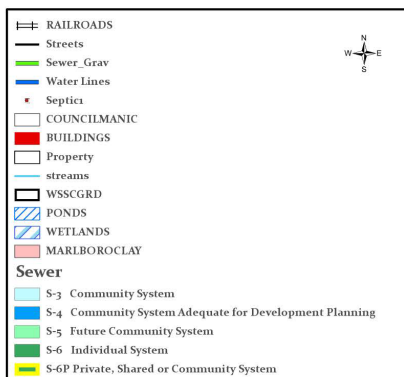 RAILROADS
N
W E
S
Streets
Sewer_Grav
Water Lines
Septic1
COUNCILMANIC
BUILDINGS
Property
streams
WSSCGRD
PONDS
WETLANDS
MARLBOROCLAY
Sewer
S-3 Community System
S-4 Community System Adequate for Development Planning
S-5 Future Community System
S-6 Individual System
S-6P Private, Shared or Community System